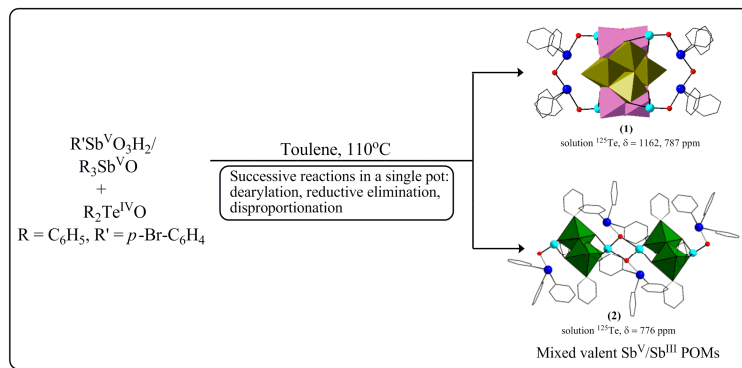 R'Sb^VO₃H₂/
R₃Sb^VO
+
R₂Te^IVO
R = C₆H₅, R' = p-Br-C₆H₄
Toulene, 110°C
Successive reactions in a single pot:
dearylation, reductive elimination,
disproportionation
(1)
solution ¹²⁵Te, δ = 1162, 787 ppm
(2)
solution ¹²⁵Te, δ = 776 ppm
Mixed valent Sb^V/Sb^III POMs